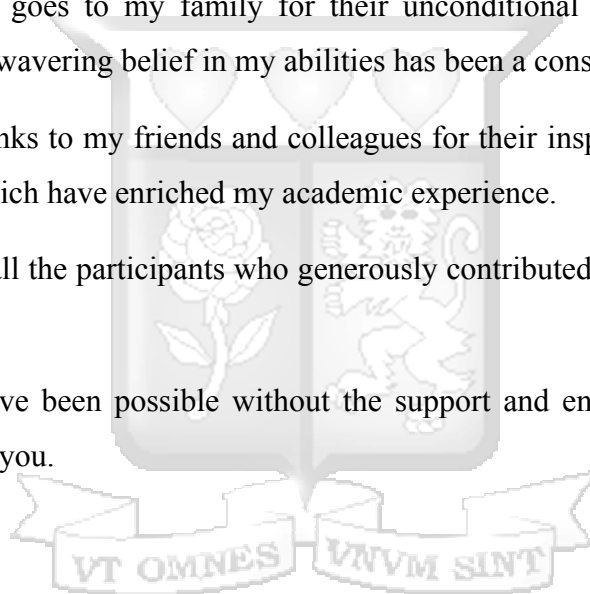 goes to my family for their unconditional
wavering belief in my abilities has been a cons
nks to my friends and colleagues for their insp
ich have enriched my academic experience.
all the participants who generously contributed
ve been possible without the support and en
you.
VT OMNES VNVM SINT